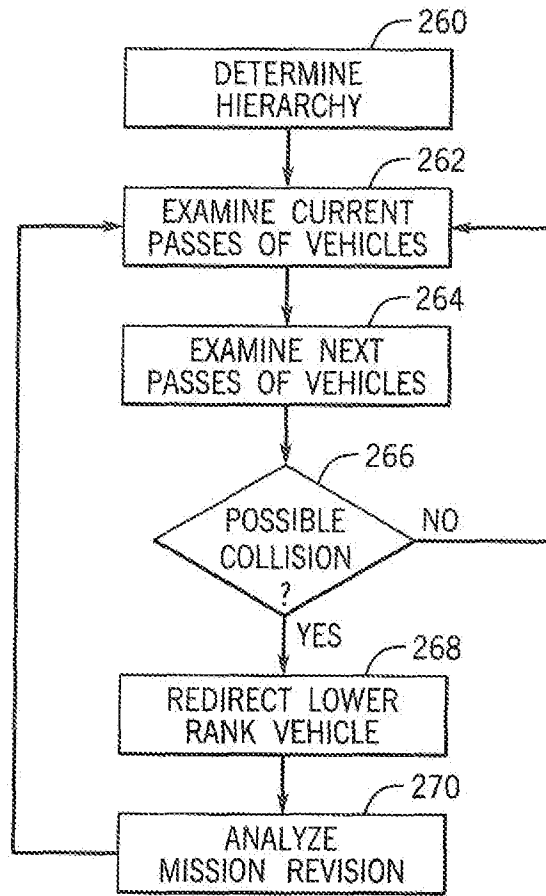 260
DETERMINE
HIERARCHY
262
EXAMINE CURRENT
PASSES OF VEHICLES
264
EXAMINE NEXT
PASSES OF VEHICLES
266
POSSIBLE
COLLISION
?
NO
YES
268
REDIRECT LOWER
RANK VEHICLE
270
ANALYZE
MISSION REVISION